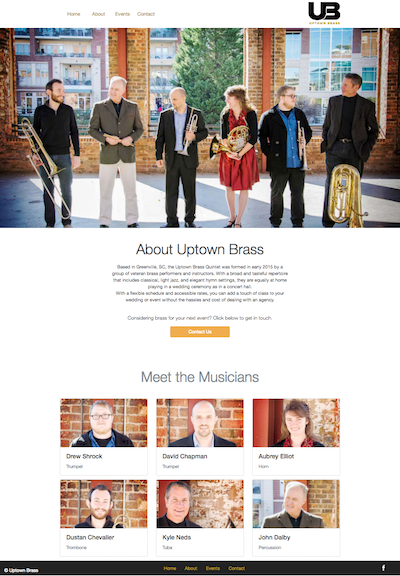 Home About Events Contact
UB
UPTOWN BRASS
About Uptown Brass
Based in Greenville, SC, the Uptown Brass Quintet was formed in early 2015 by a
group of veteran brass performers and instructors. With a broad and tasteful repertoire
that includes classical, light jazz, and elegant hymn settings, they are equally at home
playing in a wedding ceremony as in a concert hall.
With a flexible schedule and accessible rates, you can add a touch of class to your
wedding or event without the hassles and cost of dealing with an agency.
Considering brass for your next event? Click below to get in touch.
Contact Us
Meet the Musicians
Drew Shrock
Trumpet
David Chapman
Trumpet
Aubrey Elliot
Horn
Dustan Chevalier
Trombone
Kyle Neds
Tuba
John Dalby
Percussion
© Uptown Brass
Home About Events Contact
f